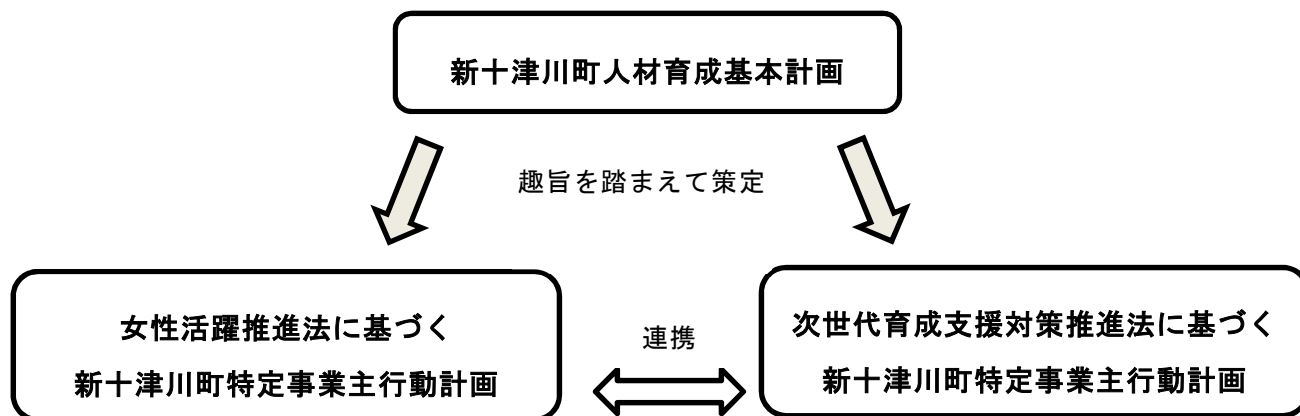 新十津川町人材育成基本計画
趣旨を踏まえて策定
女性活躍推進法に基づく
新十津川町特定事業主行動計画
連携
次世代育成支援対策推進法に基づく
新十津川町特定事業主行動計画